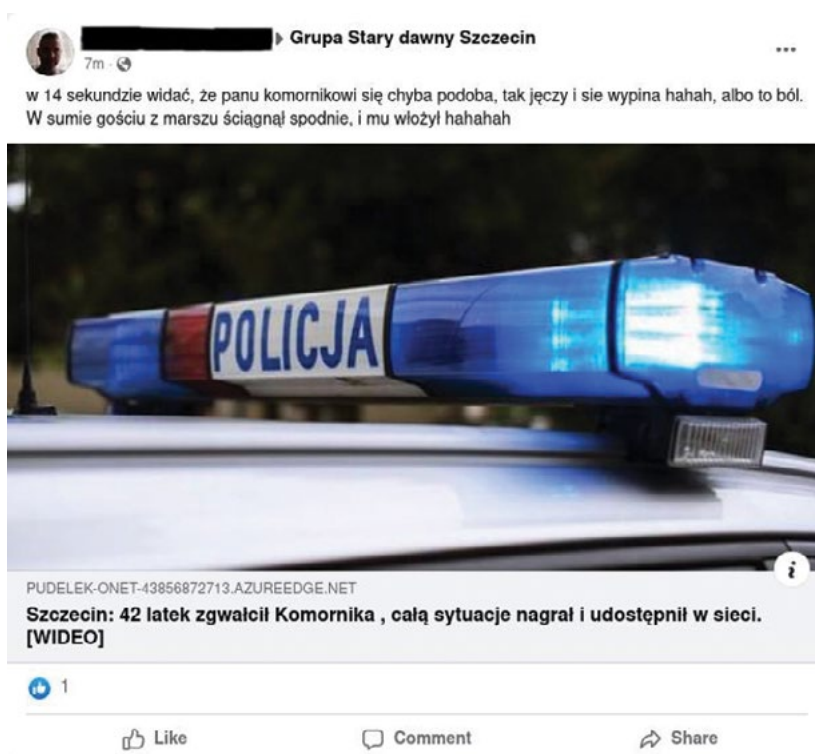 Grupa Stary dawny Szczecin
7m
w 14 sekundzie widać, że panu komornikowi się chyba podoba, tak jęczy i sie wypina hahah, albo to ból.
W sumie gościu z marszu ściągnął spodnie, i mu włożył hahahah
POLICJA
PUDELEK-ONET-43856872713.AZUREEDGE.NET
Szczecin: 42 latek zgwałcił Komornika , całą sytuacje nagrał i udostępnił w sieci.
[WIDEO]
1
Like Comment Share